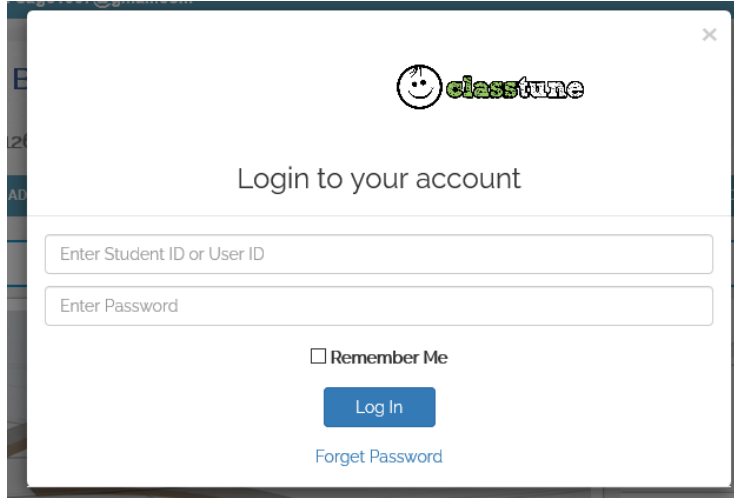 ×
classtune
Login to your account
Enter Student ID or User ID
Enter Password
Remember Me
Log In
Forget Password